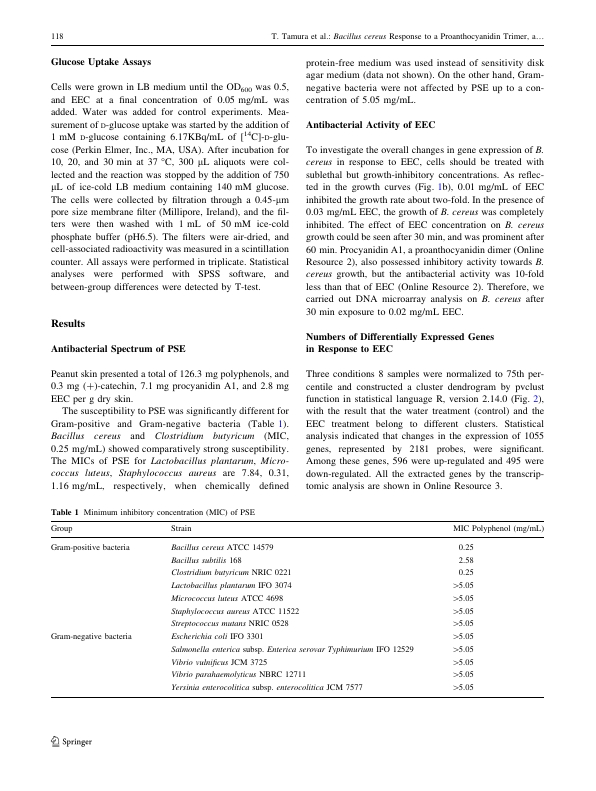 118
T. Tamura et al.: Bacillus cereus Response to a Proanthocyanidin Trimer, a…
Glucose Uptake Assays
Cells were grown in LB medium until the OD600 was 0.5,
and EEC at a final concentration of 0.05 mg/mL was
added. Water was added for control experiments. Mea-
surement of D-glucose uptake was started by the addition of
1 mM D-glucose containing 6.17KBq/mL of [14C]-D-glu-
cose (Perkin Elmer, Inc., MA, USA). After incubation for
10, 20, and 30 min at 37 °C, 300 μL aliquots were col-
lected and the reaction was stopped by the addition of 750
μL of ice-cold LB medium containing 140 mM glucose.
The cells were collected by filtration through a 0.45-μm
pore size membrane filter (Millipore, Ireland), and the fil-
ters were then washed with 1 mL of 50 mM ice-cold
phosphate buffer (pH6.5). The filters were air-dried, and
cell-associated radioactivity was measured in a scintillation
counter. All assays were performed in triplicate. Statistical
analyses were performed with SPSS software, and
between-group differences were detected by T-test.
Results
Antibacterial Spectrum of PSE
Peanut skin presented a total of 126.3 mg polyphenols, and
0.3 mg (+)-catechin, 7.1 mg procyanidin A1, and 2.8 mg
EEC per g dry skin.
The susceptibility to PSE was significantly different for
Gram-positive and Gram-negative bacteria (Table 1).
Bacillus cereus and Clostridium butyricum (MIC,
0.25 mg/mL) showed comparatively strong susceptibility.
The MICs of PSE for Lactobacillus plantarum, Micro-
coccus luteus, Staphylococcus aureus are 7.84, 0.31,
1.16 mg/mL, respectively, when chemically defined
protein-free medium was used instead of sensitivity disk
agar medium (data not shown). On the other hand, Gram-
negative bacteria were not affected by PSE up to a con-
centration of 5.05 mg/mL.
Antibacterial Activity of EEC
To investigate the overall changes in gene expression of B.
cereus in response to EEC, cells should be treated with
sublethal but growth-inhibitory concentrations. As reflec-
ted in the growth curves (Fig. 1b), 0.01 mg/mL of EEC
inhibited the growth rate about two-fold. In the presence of
0.03 mg/mL EEC, the growth of B. cereus was completely
inhibited. The effect of EEC concentration on B. cereus
growth could be seen after 30 min, and was prominent after
60 min. Procyanidin A1, a proanthocyanidin dimer (Online
Resource 2), also possessed inhibitory activity towards B.
cereus growth, but the antibacterial activity was 10-fold
less than that of EEC (Online Resource 2). Therefore, we
carried out DNA microarray analysis on B. cereus after
30 min exposure to 0.02 mg/mL EEC.
Numbers of Differentially Expressed Genes
in Response to EEC
Three conditions 8 samples were normalized to 75th per-
centile and constructed a cluster dendrogram by pvclust
function in statistical language R, version 2.14.0 (Fig. 2),
with the result that the water treatment (control) and the
EEC treatment belong to different clusters. Statistical
analysis indicated that changes in the expression of 1055
genes, represented by 2181 probes, were significant.
Among these genes, 596 were up-regulated and 495 were
down-regulated. All the extracted genes by the transcrip-
tomic analysis are shown in Online Resource 3.
Table 1 Minimum inhibitory concentration (MIC) of PSE
Group Strain MIC Polyphenol (mg/mL)
Gram-positive bacteria Bacillus cereus ATCC 14579 0.25
Bacillus subtilis 168 2.58
Clostridium butyricum NRIC 0221 0.25
Lactobacillus plantarum IFO 3074 >5.05
Micrococcus luteus ATCC 4698 >5.05
Staphylococcus aureus ATCC 11522 >5.05
Streptococcus mutans NRIC 0528 >5.05
Gram-negative bacteria Escherichia coli IFO 3301 >5.05
Salmonella enterica subsp. Enterica serovar Typhimurium IFO 12529 >5.05
Vibrio vulnificus JCM 3725 >5.05
Vibrio parahaemolyticus NBRC 12711 >5.05
Yersinia enterocolitica subsp. enterocolitica JCM 7577 >5.05
Springer